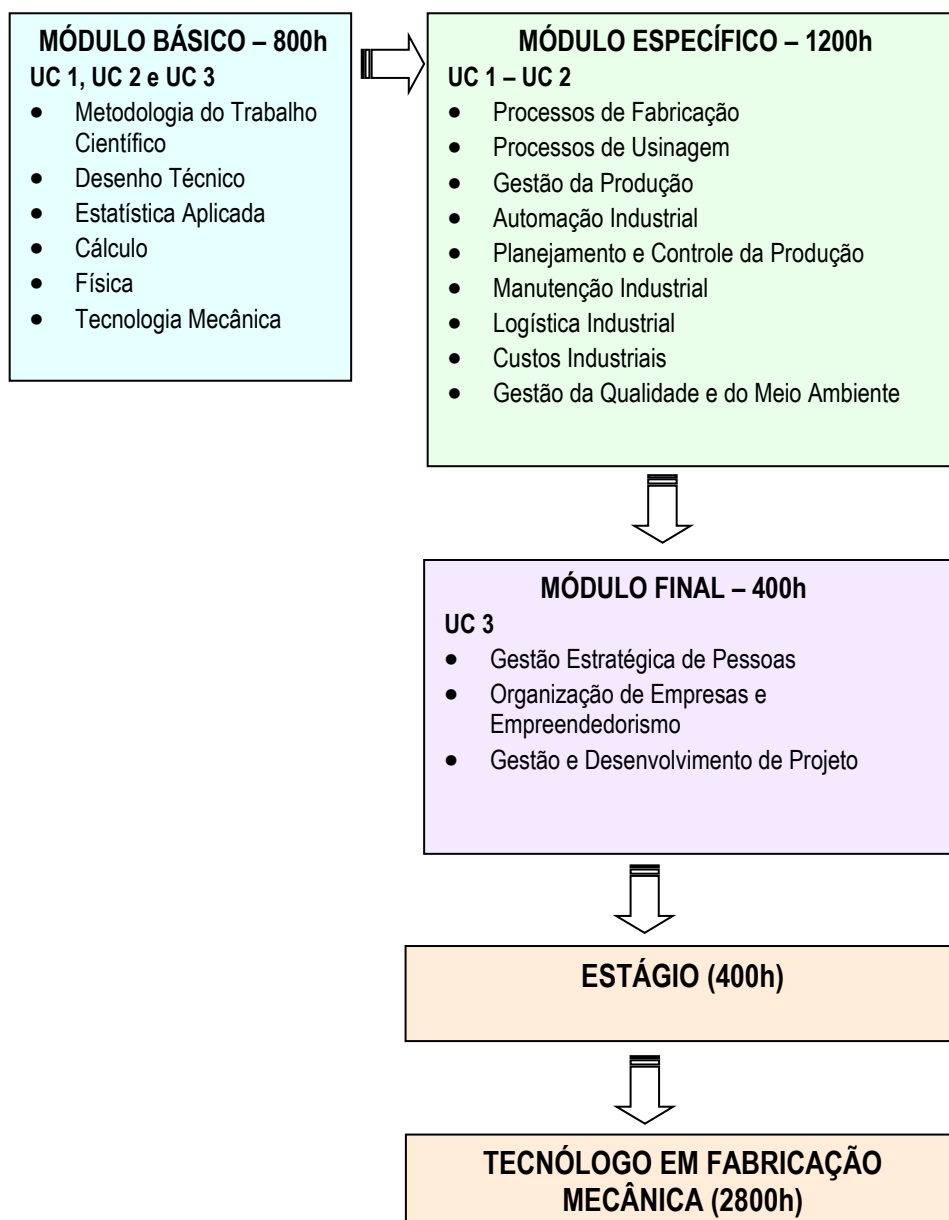 MÓDULO BÁSICO – 800h
UC 1, UC 2 e UC 3
• Metodologia do Trabalho
Científico
• Desenho Técnico
• Estatística Aplicada
• Cálculo
• Física
• Tecnologia Mecânica
MÓDULO ESPECÍFICO – 1200h
UC 1 – UC 2
• Processos de Fabricação
• Processos de Usinagem
• Gestão da Produção
• Automação Industrial
• Planejamento e Controle da Produção
• Manutenção Industrial
• Logística Industrial
• Custos Industriais
• Gestão da Qualidade e do Meio Ambiente
MÓDULO FINAL – 400h
UC 3
• Gestão Estratégica de Pessoas
• Organização de Empresas e
Empreendedorismo
• Gestão e Desenvolvimento de Projeto
ESTÁGIO (400h)
TECNÓLOGO EM FABRICAÇÃO
MECÂNICA (2800h)